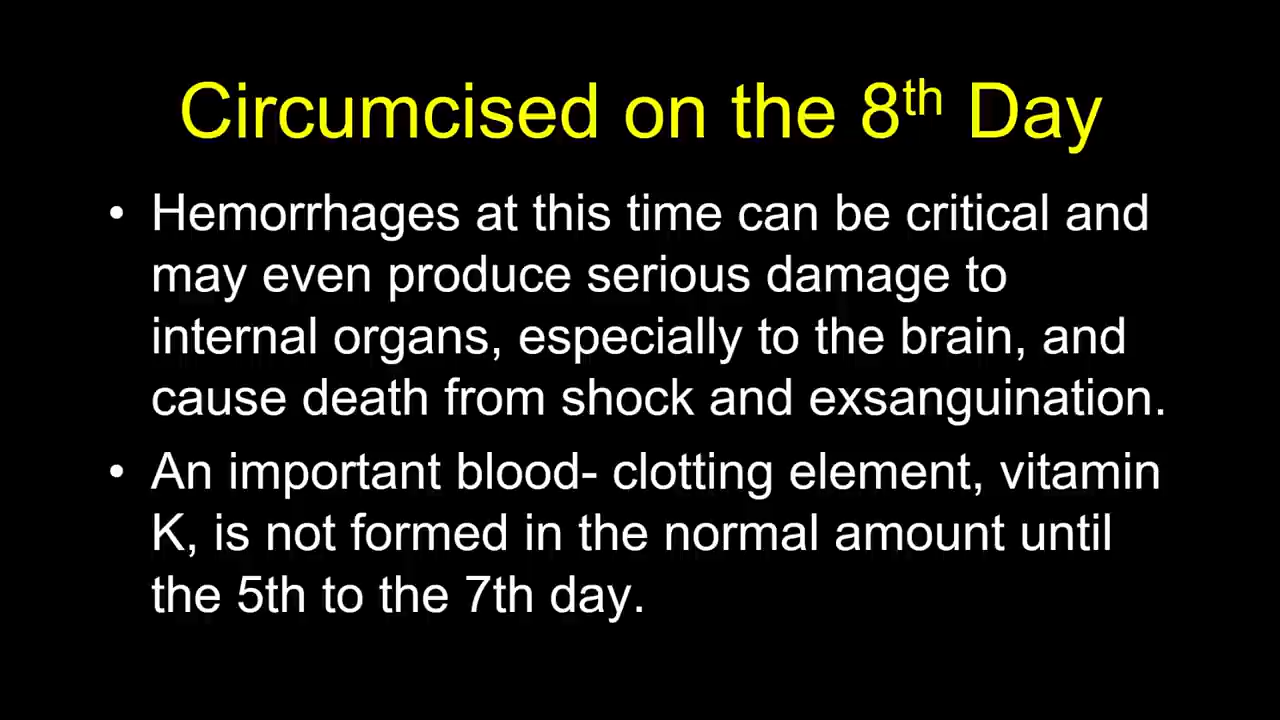 Circumcised on the 8th Day
• Hemorrhages at this time can be critical and
may even produce serious damage to
internal organs, especially to the brain, and
cause death from shock and exsanguination.
• An important blood- clotting element, vitamin
K, is not formed in the normal amount until
the 5th to the 7th day.